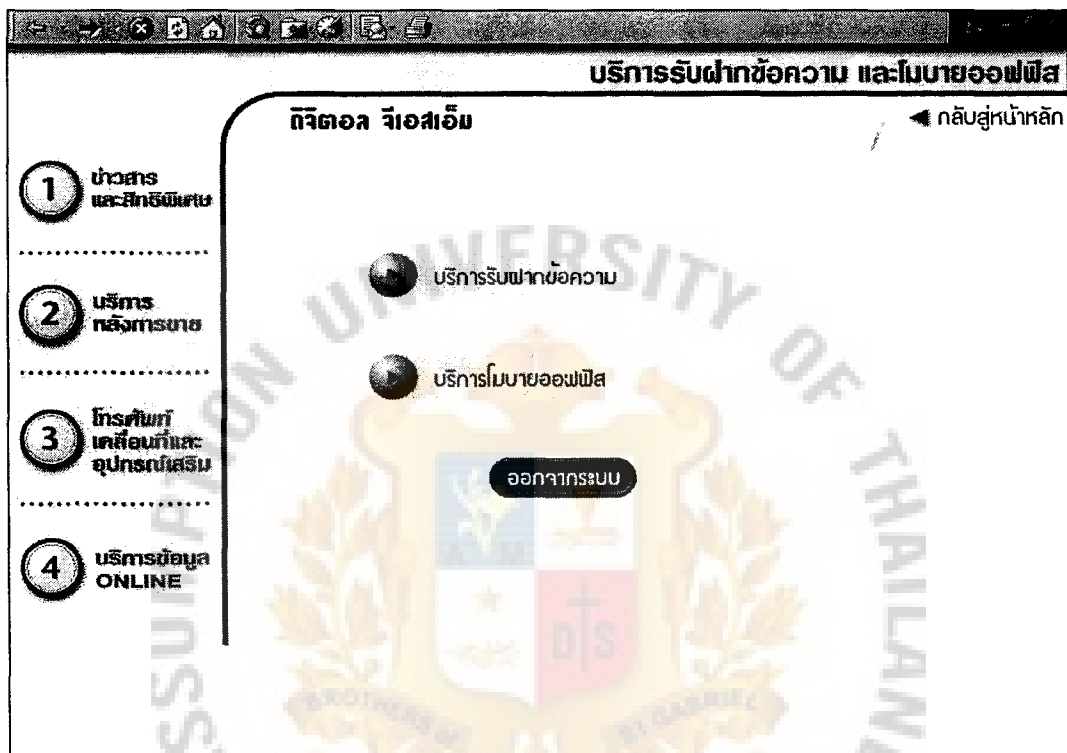 บริการรับฝากข้อความ และโมบายออฟฟิส
ดิจิตอล จีเอสเอ็ม
กลับสู่หน้าหลัก
1
ข่าวสาร
และสิทธิพิเศษ
2
บริการ
หลังการขาย
3
โทรศัพท์
เคลื่อนที่และ
อุปกรณ์เสริม
4
บริการข้อมูล
ONLINE
บริการรับฝากข้อความ
บริการโมบายออฟฟิส
ออกจากระบบ
ASSUMPTION UNIVERSITY OF THAILAND
A M
D S
BROTHERS of ST GABRIEL